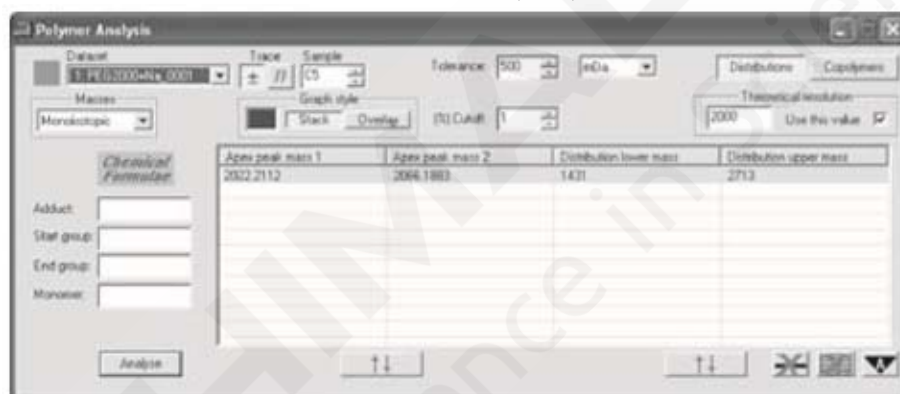 Polymer Analysis
Dataset Trace Sample
1: PEG2000+Na_0001 ± // C5 Tolerance: 500 mDa Distributions Copolymers
Masses Graph style Theoretical resolution
Monoisotopic Stack Overlap (%) Cutoff: 1 2000 Use this value
Chemical Formulae
Apex peak mass 1 Apex peak mass 2 Distribution lower mass Distribution upper mass
2022.2112 2066.1883 1431 2713
Adduct:
Start group:
End group:
Monomer:
Analyse ↑↓ ↑↓ A